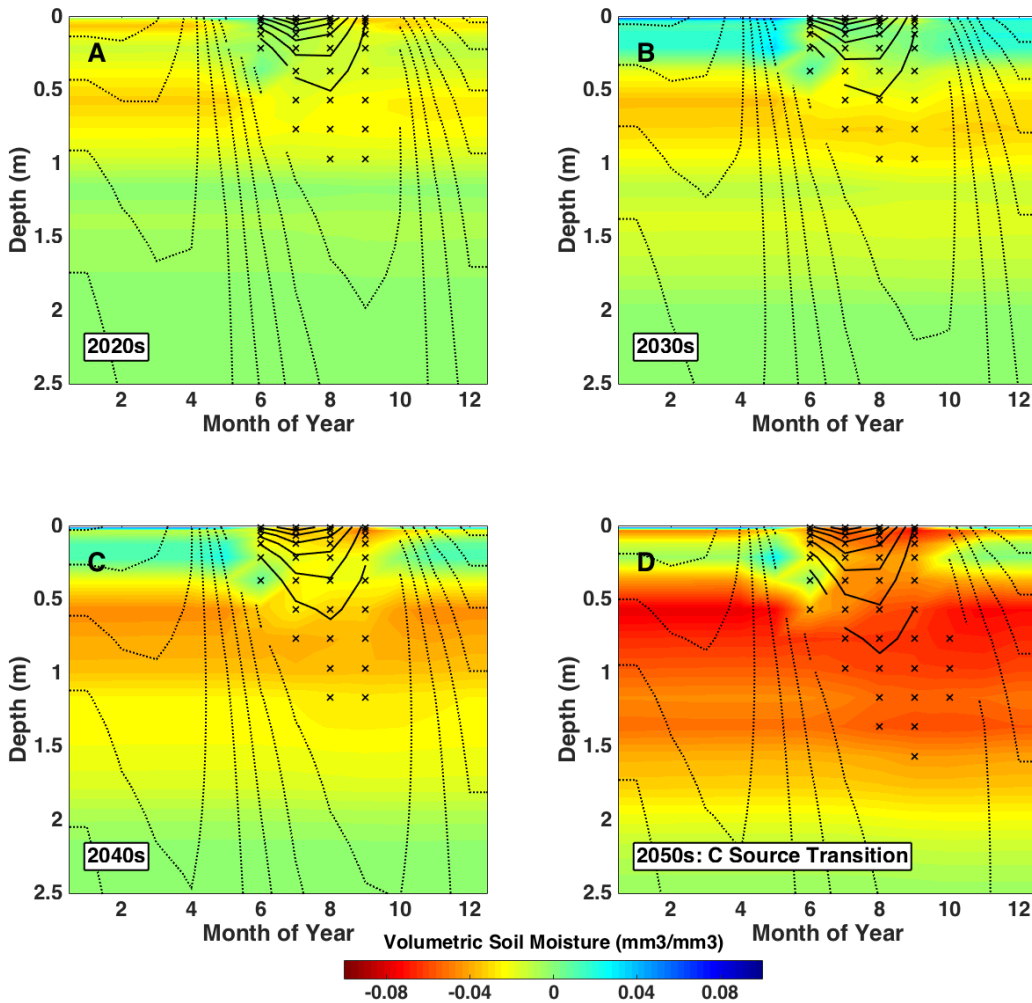 A
B
0
0.5
1
1.5
2
2.5
Depth (m)
2020s
2 4 6 8 10 12
Month of Year
0
0.5
1
1.5
2
2.5
Depth (m)
2030s
2 4 6 8 10 12
Month of Year
C
D
0
0.5
1
1.5
2
2.5
Depth (m)
2040s
2 4 6 8 10 12
Month of Year
0
0.5
1
1.5
2
2.5
Depth (m)
2050s: C Source Transition
2 4 6 8 10 12
Month of Year
Volumetric Soil Moisture (mm3/mm3)
-0.08 -0.04 0 0.04 0.08